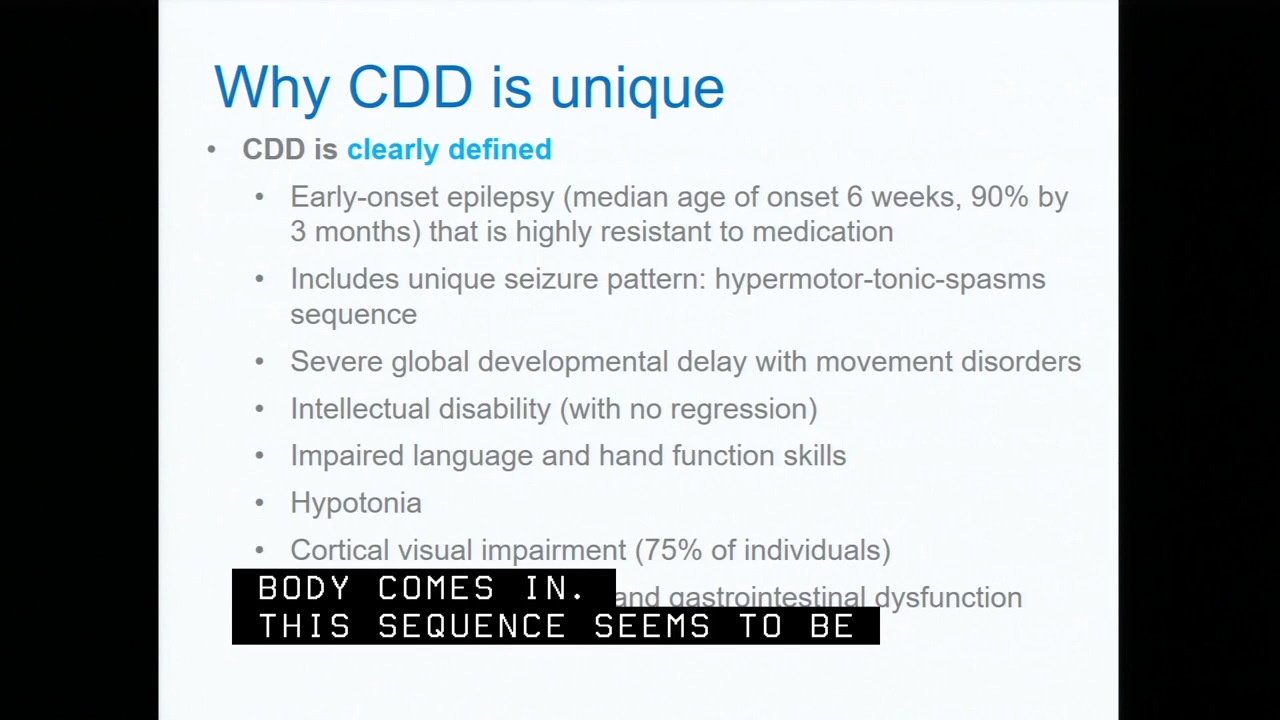 Why CDD is unique
• CDD is clearly defined
• Early-onset epilepsy (median age of onset 6 weeks, 90% by
3 months) that is highly resistant to medication
• Includes unique seizure pattern: hypermotor-tonic-spasms
sequence
• Severe global developmental delay with movement disorders
• Intellectual disability (with no regression)
• Impaired language and hand function skills
• Hypotonia
• Cortical visual impairment (75% of individuals)
and gastrointestinal dysfunction
BODY COMES IN.
THIS SEQUENCE SEEMS TO BE